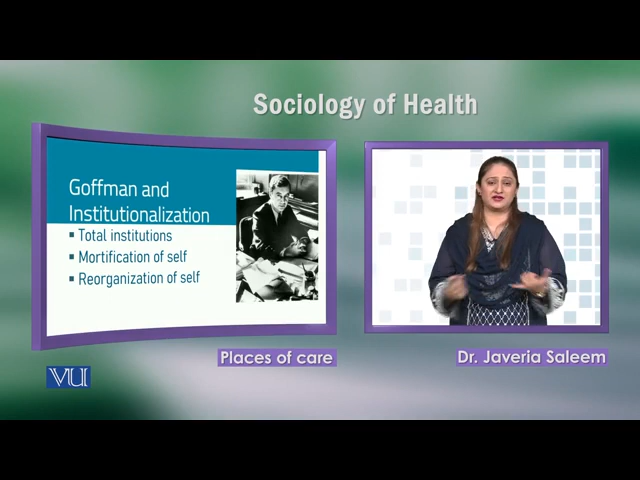 Sociology of Health
Goffman and
Institutionalization
▪ Total institutions
▪ Mortification of self
▪ Reorganization of self
Places of care
Dr. Javeria Saleem
VU